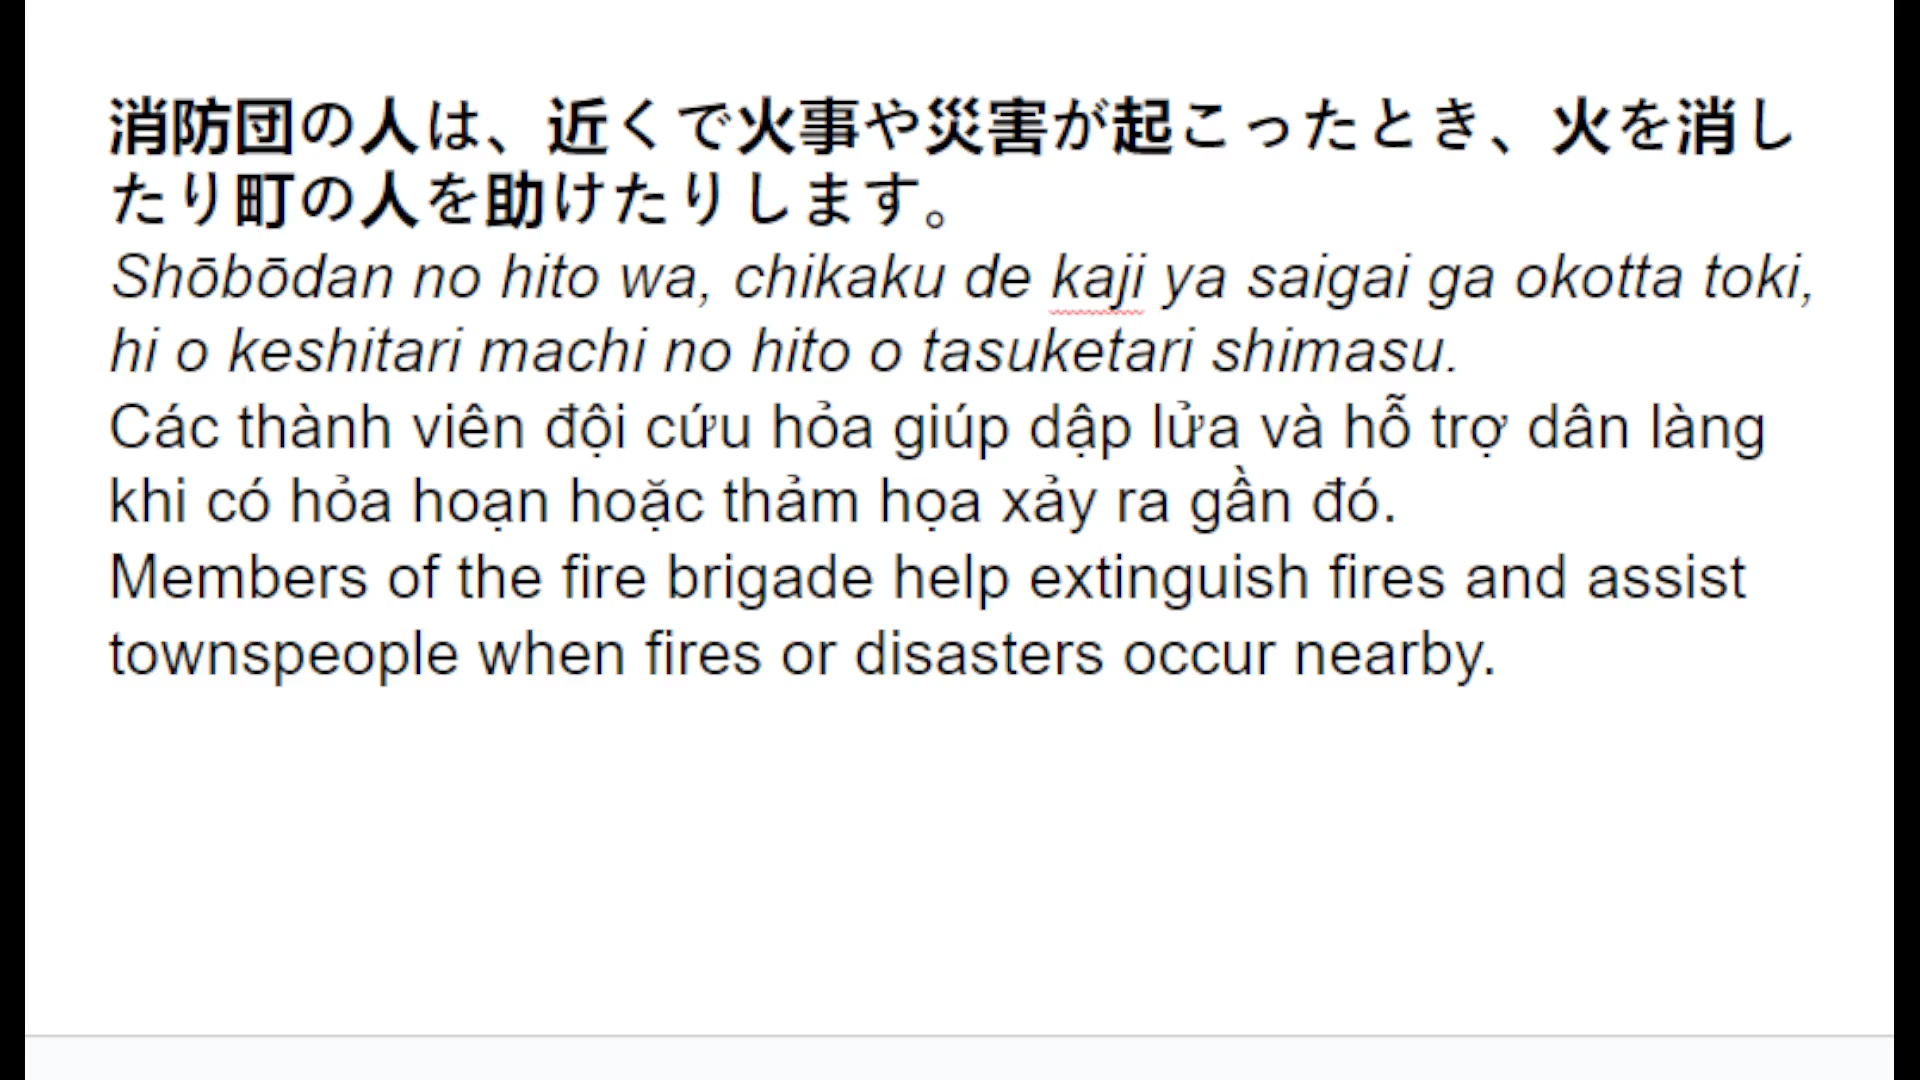 消防団の人は、近くで火事や災害が起こったとき、火を消し
たり町の人を助けたりします。
Shōbōdan no hito wa, chikaku de kaji ya saigai ga okotta toki,
hi o keshitari machi no hito o tasuketari shimasu.
Các thành viên đội cứu hỏa giúp dập lửa và hỗ trợ dân làng
khi có hỏa hoạn hoặc thảm họa xảy ra gần đó.
Members of the fire brigade help extinguish fires and assist
townspeople when fires or disasters occur nearby.